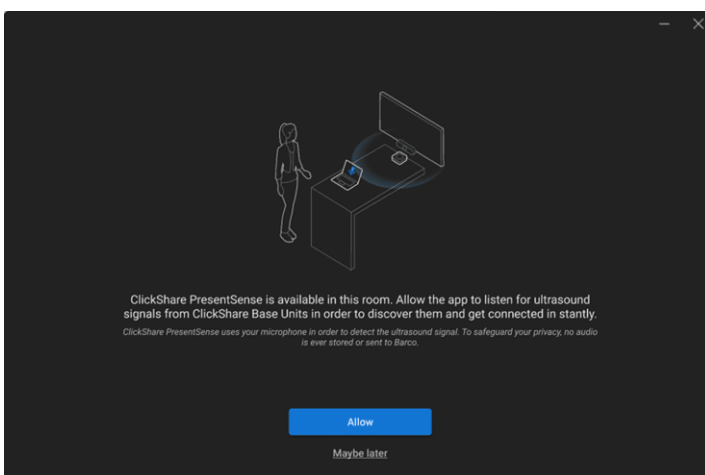 ClickShare PresentSense is available in this room. Allow the app to listen for ultrasound
signals from ClickShare Base Units in order to discover them and get connected in stantly.
ClickShare PresentSense uses your microphone in order to detect the ultrasound signal. To safeguard your privacy, no audio
is ever stored or sent to Barco.
Allow
Maybe later